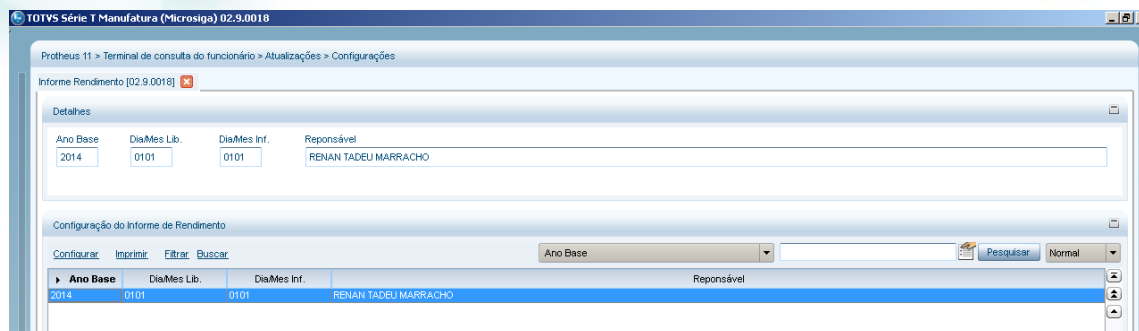 TOTVS Série T Manufatura (Microsiga) 02.9.0018
Protheus 11 > Terminal de consulta do funcionário > Atualizações > Configurações
Informe Rendimento [02.9.0018]
Detalhes
Ano Base Dia/Mes Lib. Dia/Mes Inf. Reponsável
2014 0101 0101 RENAN TADEU MARRACHO
Configuração do Informe de Rendimento
Configurar Imprimir Filtrar Buscar Ano Base Pesquisar Normal
Ano Base Dia/Mes Lib. Dia/Mes Inf. Reponsável
2014 0101 0101 RENAN TADEU MARRACHO